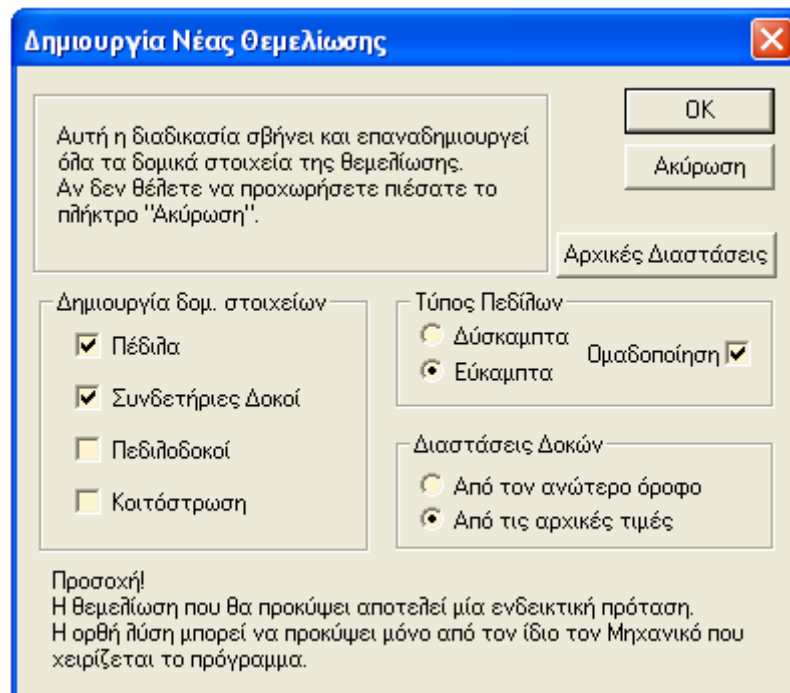 Δημιουργία Νέας Θεμελίωσης
Αυτή η διαδικασία σβήνει και επαναδημιουργεί
όλα τα δομικά στοιχεία της θεμελίωσης.
Αν δεν θέλετε να προχωρήσετε πιέσατε το
πλήκτρο "Ακύρωση".
OK
Ακύρωση
Αρχικές Διαστάσεις
Δημιουργία δομ. στοιχείων
Πέδιλα
Συνδετήριες Δοκοί
Πεδιλοδοκοί
Κοιτόστρωση
Τύπος Πεδίλων
Δύσκαμπτα
Εύκαμπτα
Ομαδοποίηση
Διαστάσεις Δοκών
Από τον ανώτερο όροφο
Από τις αρχικές τιμές
Προσοχή!
Η θεμελίωση που θα προκύψει αποτελεί μία ενδεικτική πρόταση.
Η ορθή λύση μπορεί να προκύψει μόνο από τον ίδιο τον Μηχανικό που
χειρίζεται το πρόγραμμα.